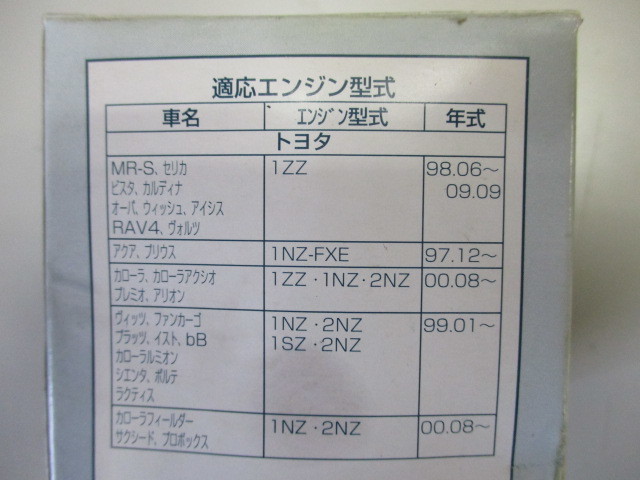 適応エンジン型式
車名 エンジン型式 年式
トヨタ
MR-S、セリカ 1ZZ 98.06～
ビスタ、カルディナ 09.09
オーパ、ウィッシュ、アイシス
RAV4、ヴォルツ
アクア、プリウス 1NZ-FXE 97.12～
カローラ、カローラアクシオ 1ZZ・1NZ・2NZ 00.08～
プレミオ、アリオン
ヴィッツ、ファンカーゴ 1NZ・2NZ 99.01～
プラッツ、イスト、bB 1SZ・2NZ
カローラルミオン
シエンタ、ポルテ
ラクティス
カローラフィールダー 1NZ・2NZ 00.08～
サクシード、プロボックス